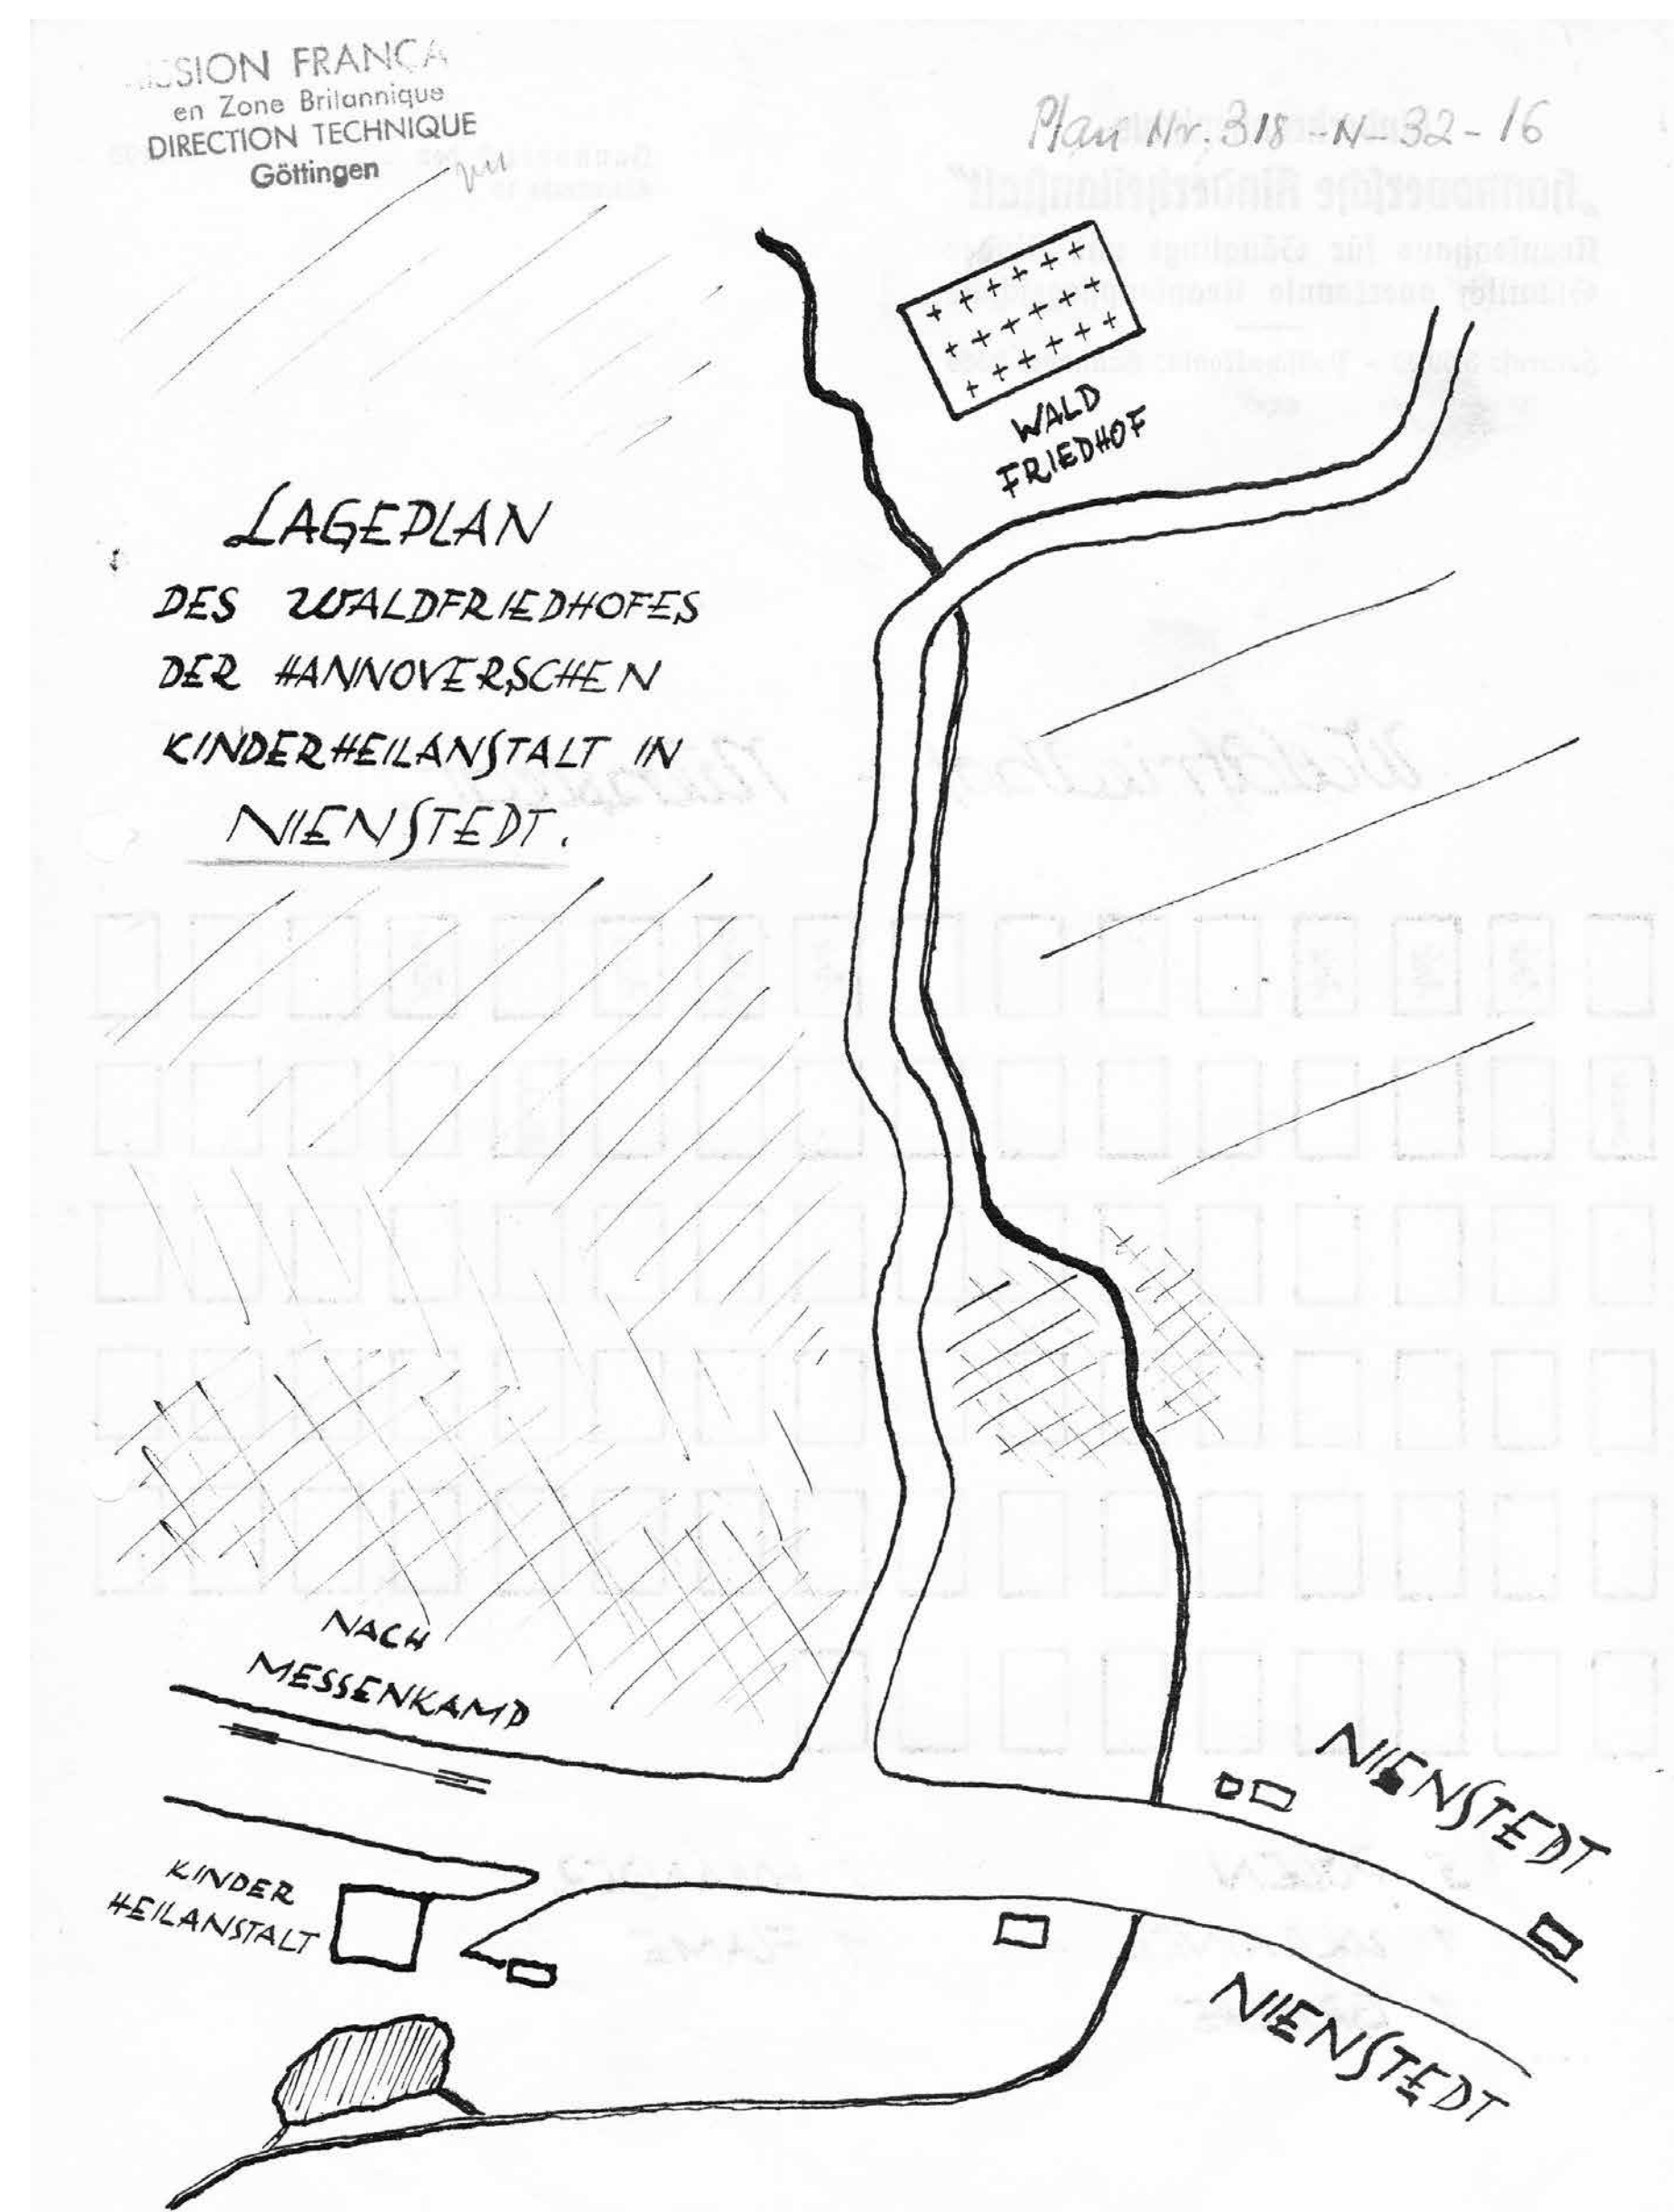 MISSION FRANÇA
en Zone Britannique
DIRECTION TECHNIQUE
Göttingen
Plan Nr. 318-N-32-16
WALD
FRIEDHOF
LAGEPLAN
DES WALDFRIEDHOFES
DER HANNOVERSCHEN
KINDERHEILANSTALT IN
NIENSTEDT.
NACH
MESSENKAMP
NIENSTEDT
KINDER
HEILANSTALT
NIENSTEDT